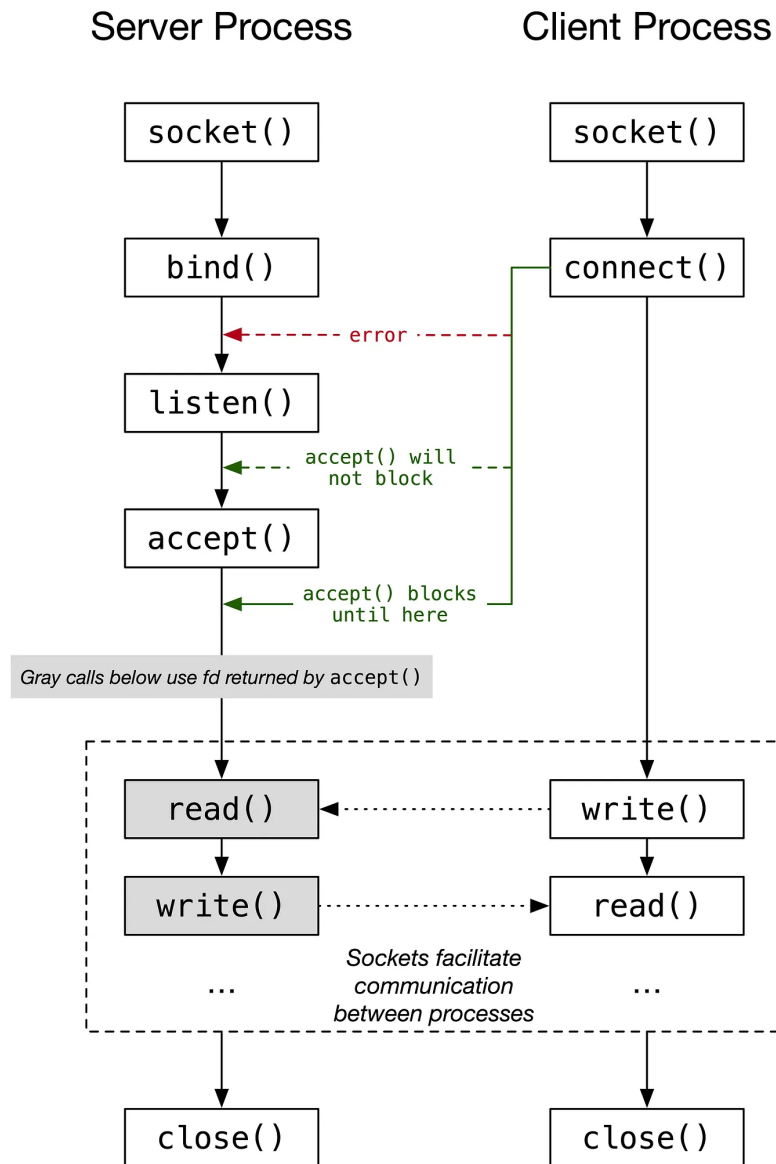 Server Process
Client Process
socket()
socket()
bind()
connect()
error
listen()
accept() will
not block
accept()
accept() blocks
until here
Gray calls below use fd returned by accept()
read()
write()
write()
read()
Sockets facilitate
communication
between processes
...
...
close()
close()